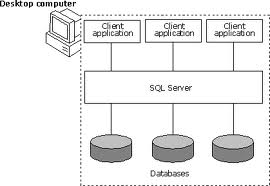 Desktop computer
Client
application
Client
application
Client
application
SQL Server
Databases